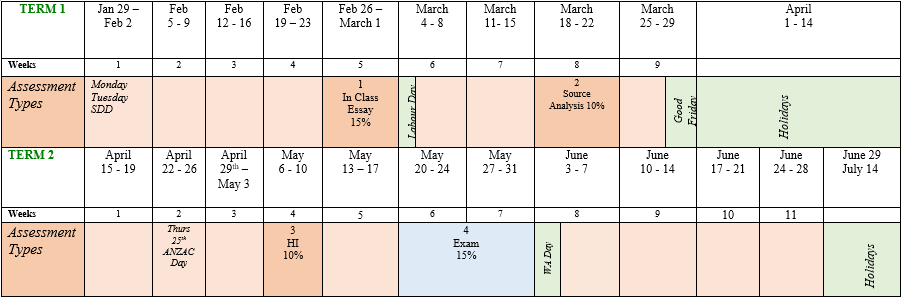 TERM 1 Jan 29 – Feb Feb Feb Feb 26 – March March March March April
Feb 2 5 - 9 12 - 16 19 – 23 March 1 4 - 8 11- 15 18 - 22 25 - 29 1 - 14
Weeks 1 2 3 4 5 6 7 8 9
Assessment Types
Monday
Tuesday
SDD
1
In Class
Essay
15%
Labour Day
2
Source
Analysis 10%
Good
Friday
Holidays
TERM 2 April April April May May May May June June June June June 29
15 - 19 22 - 26 29th – 6 - 10 13 – 17 20 - 24 27 - 31 3 - 7 10 - 14 17 - 21 24 - 28 July 14
May 3
Weeks 1 2 3 4 5 6 7 8 9 10 11
Assessment
Types
Thurs
25th
ANZAC
Day
3
HI
10%
4
Exam
15%
WA Day
Holidays